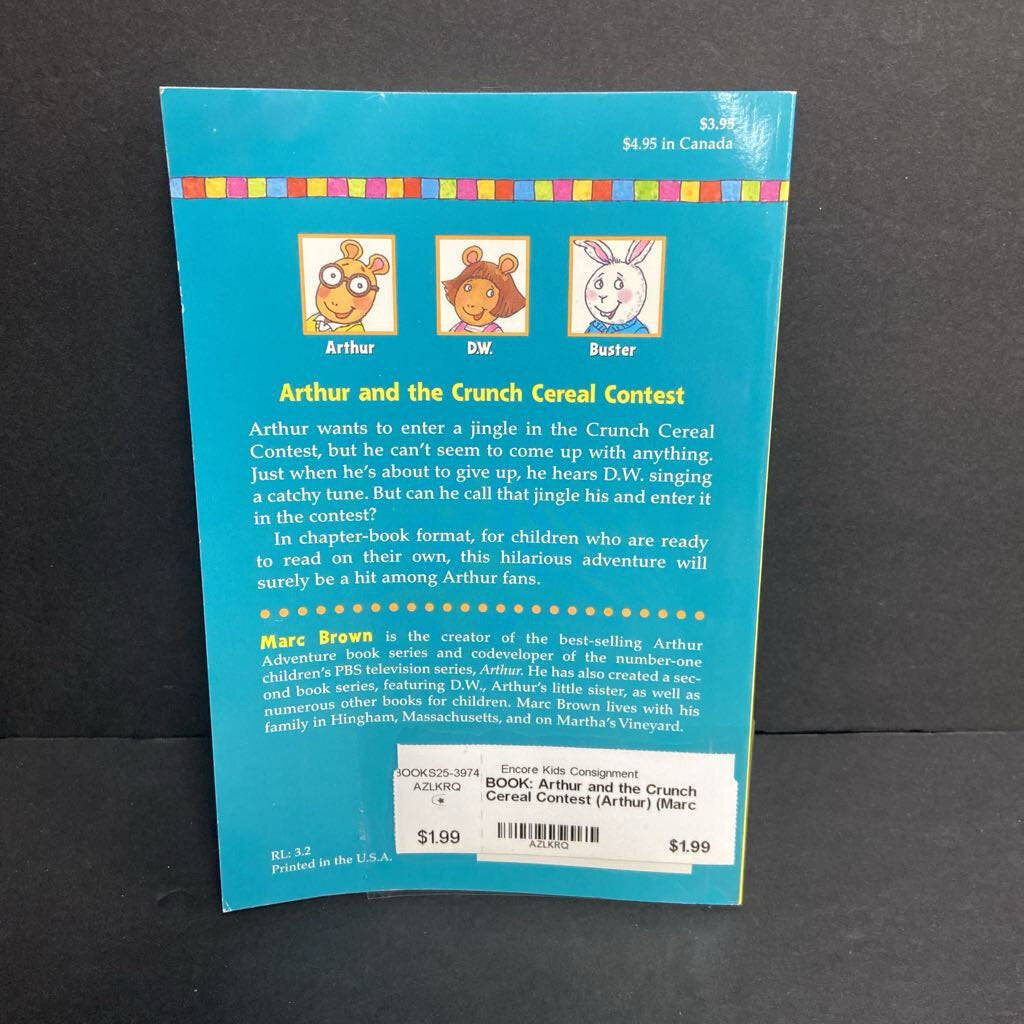 $3.95
$4.95 in Canada
Arthur
D.W.
Buster
Arthur and the Crunch Cereal Contest
Arthur wants to enter a jingle in the Crunch Cereal
Contest, but he can't seem to come up with anything.
Just when he's about to give up, he hears D.W. singing
a catchy tune. But can he call that jingle his and enter it
in the contest?
In chapter-book format, for children who are ready
to read on their own, this hilarious adventure will
surely be a hit among Arthur fans.
Marc Brown is the creator of the best-selling Arthur
Adventure book series and codeveloper of the number-one
children's PBS television series, Arthur. He has also created a sec-
ond book series, featuring D.W., Arthur's little sister, as well as
numerous other books for children. Marc Brown lives with his
family in Hingham, Massachusetts, and on Martha's Vineyard.
BOOKS25-3974
AZLKRQ
$1.99
Encore Kids Consignment
BOOK: Arthur and the Crunch
Cereal Contest (Arthur) (Marc
AZLKRQ
$1.99
RL: 3.2
Printed in the U.S.A.